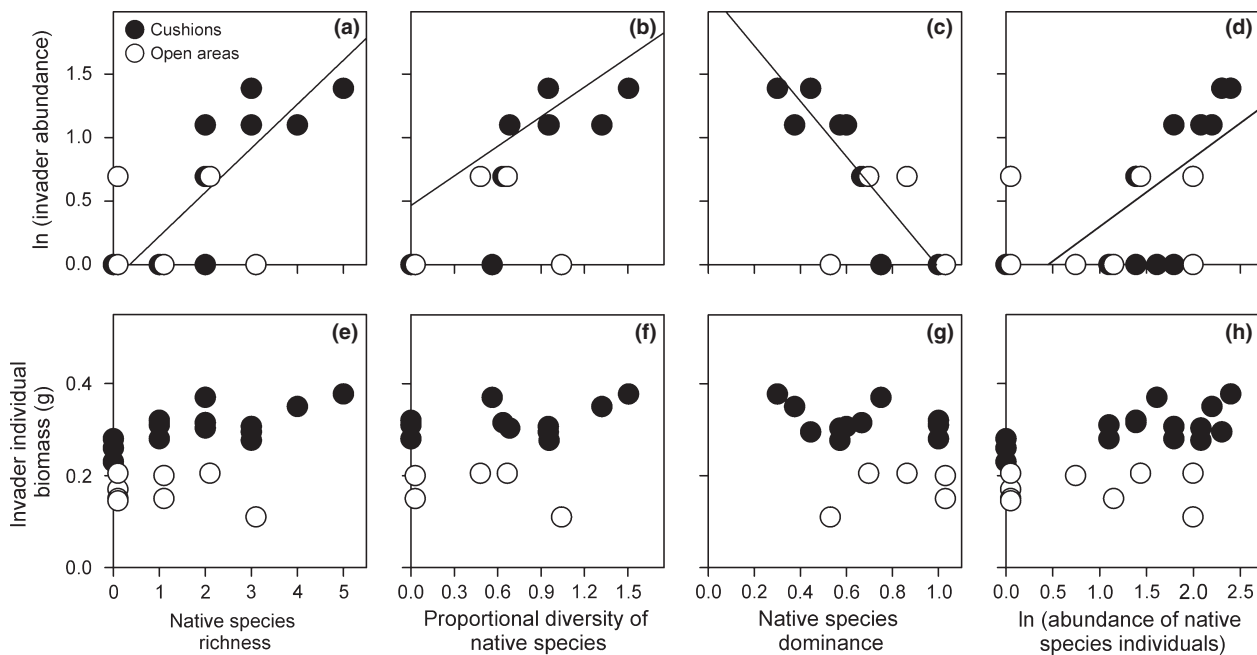 (a)
(b)
(c)
(d)
Cushions
Open areas
ln (invader abundance)
1.5
1.0
0.5
0.0
(e)
(f)
(g)
(h)
Invader individual
biomass (g)
0.4
0.2
0.0
0 1 2 3 4 5
0.0 0.3 0.6 0.9 1.2 1.5
0.0 0.2 0.4 0.6 0.8 1.0
0.0 0.5 1.0 1.5 2.0 2.5
Native species
richness
Proportional diversity of
native species
Native species
dominance
ln (abundance of native
species individuals)